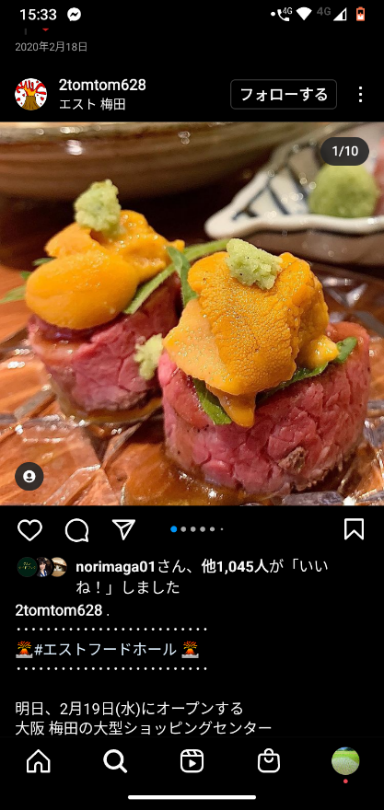 15:33
4G
4G
2020年2月18日
2tomtom628
エスト 梅田
フォローする
1/10
norimaga01さん、他1,045人が「いい
ね！」しました
2tomtom628 .
🌋#エストフードホール 🌋
明日、2月19日(水)にオープンする
大阪 梅田の大型ショッピングセンター